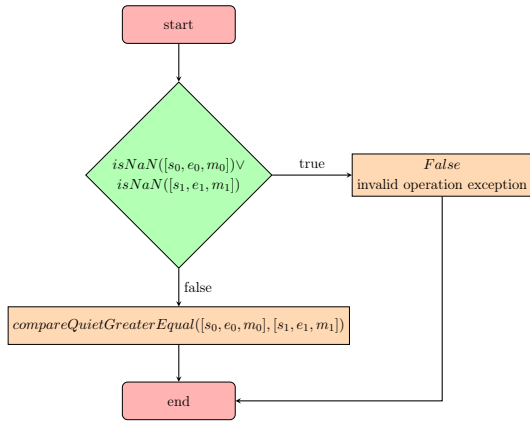 start
isNaN([s₀, e₀, m₀])∨
isNaN([s₁, e₁, m₁])
true
False
invalid operation exception
false
compareQuietGreaterEqual([s₀, e₀, m₀], [s₁, e₁, m₁])
end